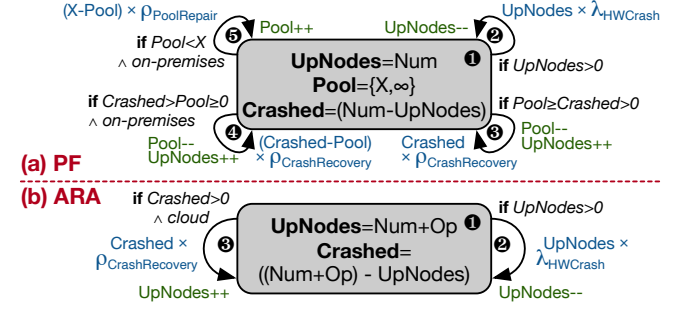 (X-Pool) × ρPoolRepair
if Pool<X
∧ on-premises
❺ Pool++
UpNodes-- ❷
UpNodes × λHWCrash
if UpNodes>0
UpNodes=Num ❶
Pool={X,∞}
Crashed=(Num-UpNodes)
if Crashed>Pool≥0
∧ on-premises
if Pool≥Crashed>0
Pool--
UpNodes++
❹ (Crashed-Pool)
× ρCrashRecovery
Crashed
× ρCrashRecovery
❸ Pool--
UpNodes++
(a) PF
(b) ARA
if Crashed>0
∧ cloud
❸
Crashed ×
ρCrashRecovery
UpNodes++
UpNodes=Num+Op ❶
Crashed=
((Num+Op) - UpNodes)
if UpNodes>0
❷
UpNodes ×
λHWCrash
UpNodes--